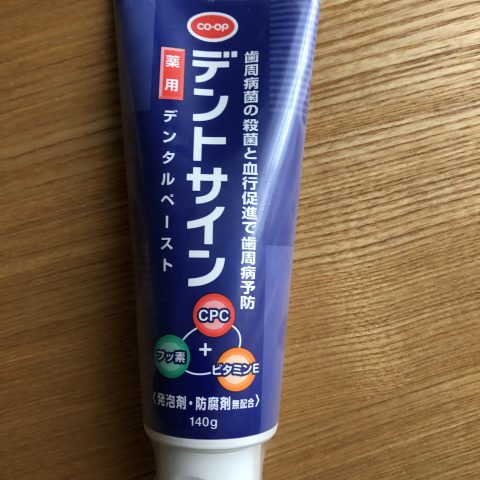 CO·OP
歯周病菌の殺菌と血行促進で歯周病予防
薬用
デントサイン
デンタルペースト
CPC
+
フッ素
ビタミンE
〈発泡剤・防腐剤無配合〉
140g